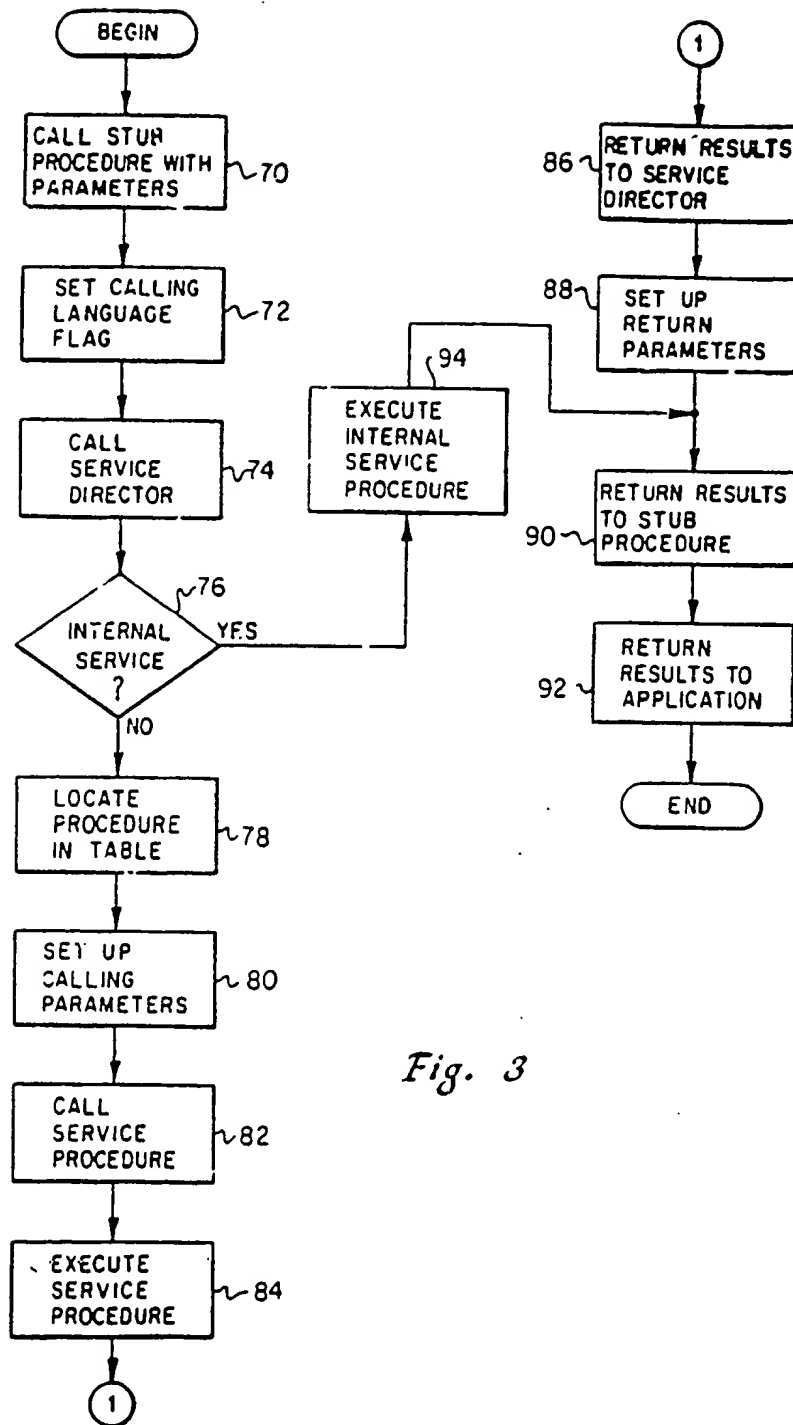 BEGIN
CALL STUB
PROCEDURE WITH
PARAMETERS
70
SET CALLING
LANGUAGE
FLAG
72
CALL
SERVICE
DIRECTOR
74
76
INTERNAL
SERVICE
?
YES
NO
LOCATE
PROCEDURE
IN TABLE
78
SET UP
CALLING
PARAMETERS
80
CALL
SERVICE
PROCEDURE
82
EXECUTE
SERVICE
PROCEDURE
84
1
94
EXECUTE
INTERNAL
SERVICE
PROCEDURE
1
RETURN RESULTS
TO SERVICE
DIRECTOR
86
88
SET UP
RETURN
PARAMETERS
RETURN RESULTS
TO STUB
PROCEDURE
90
RETURN
RESULTS TO
APPLICATION
92
END
Fig. 3